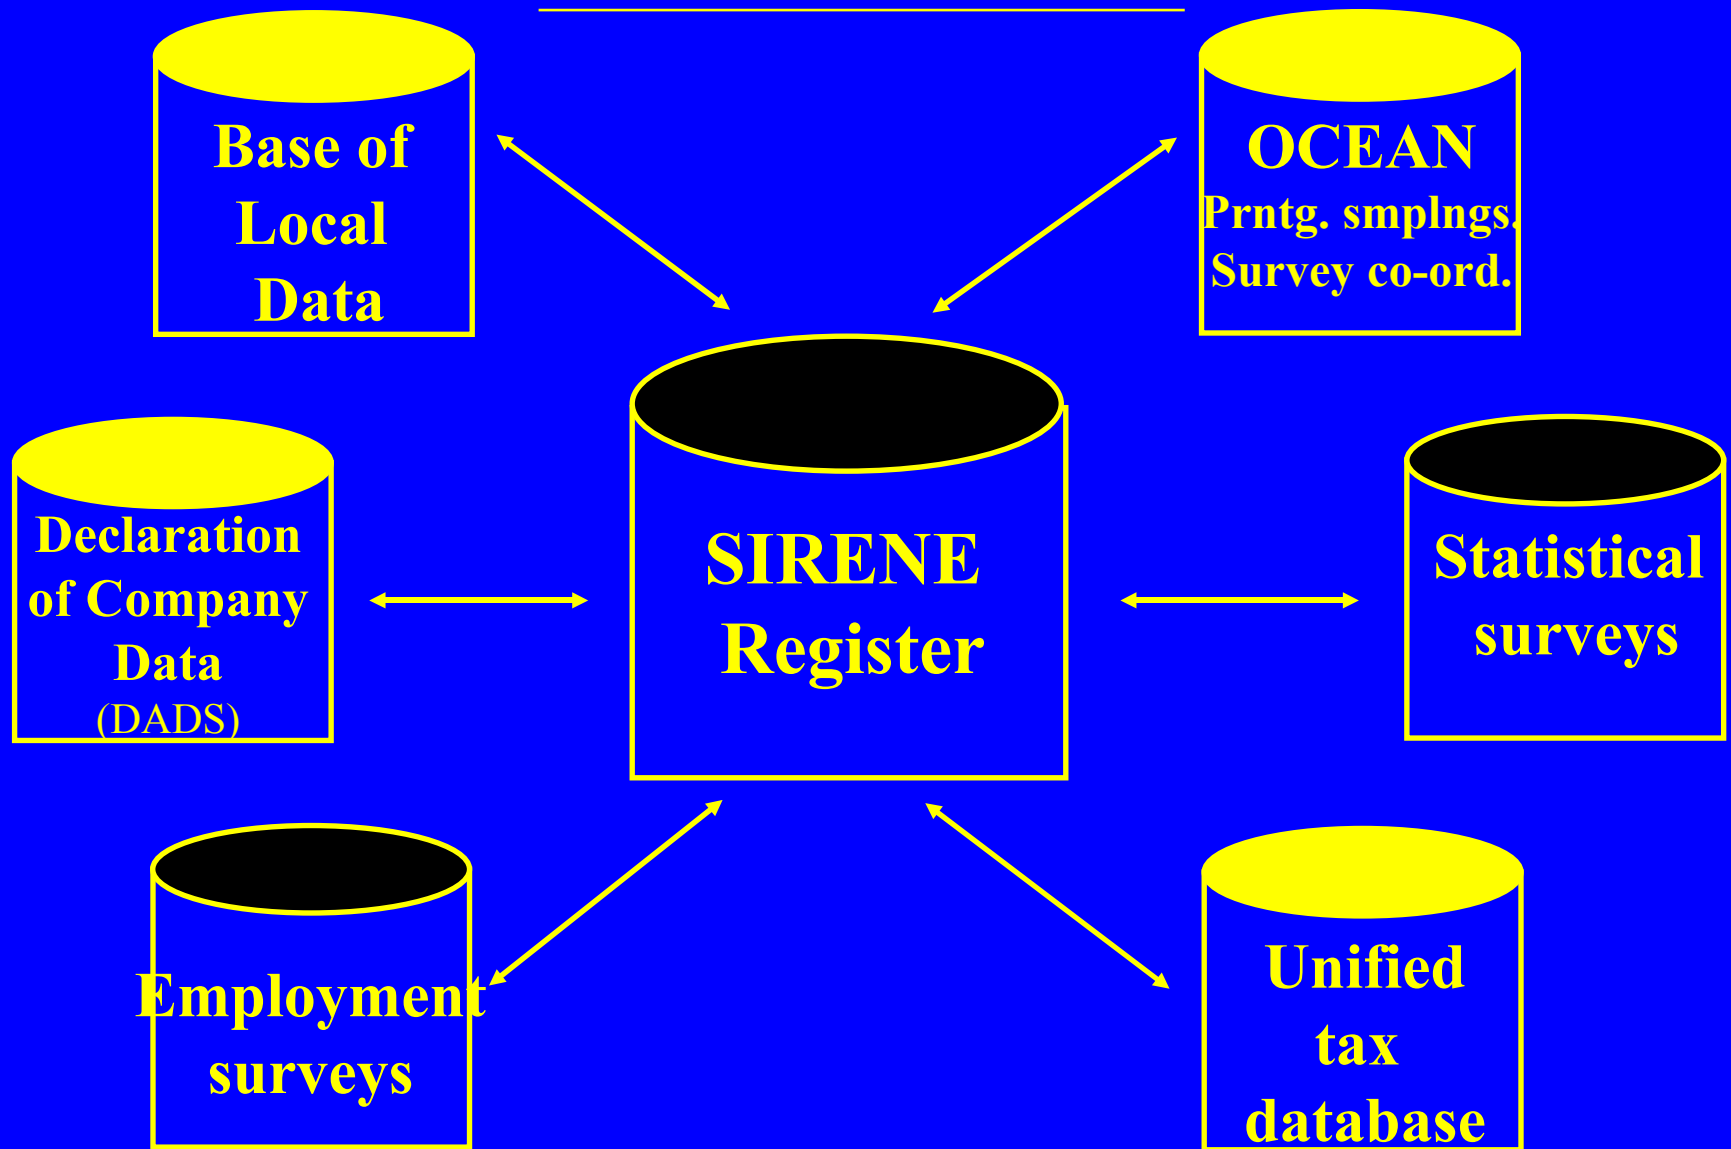 Base of
Local
Data
OCEAN
Prntg. smplngs.
Survey co-ord.
Declaration
of Company
Data
(DADS)
SIRENE
Register
Statistical
surveys
Employment
surveys
Unified
tax
database